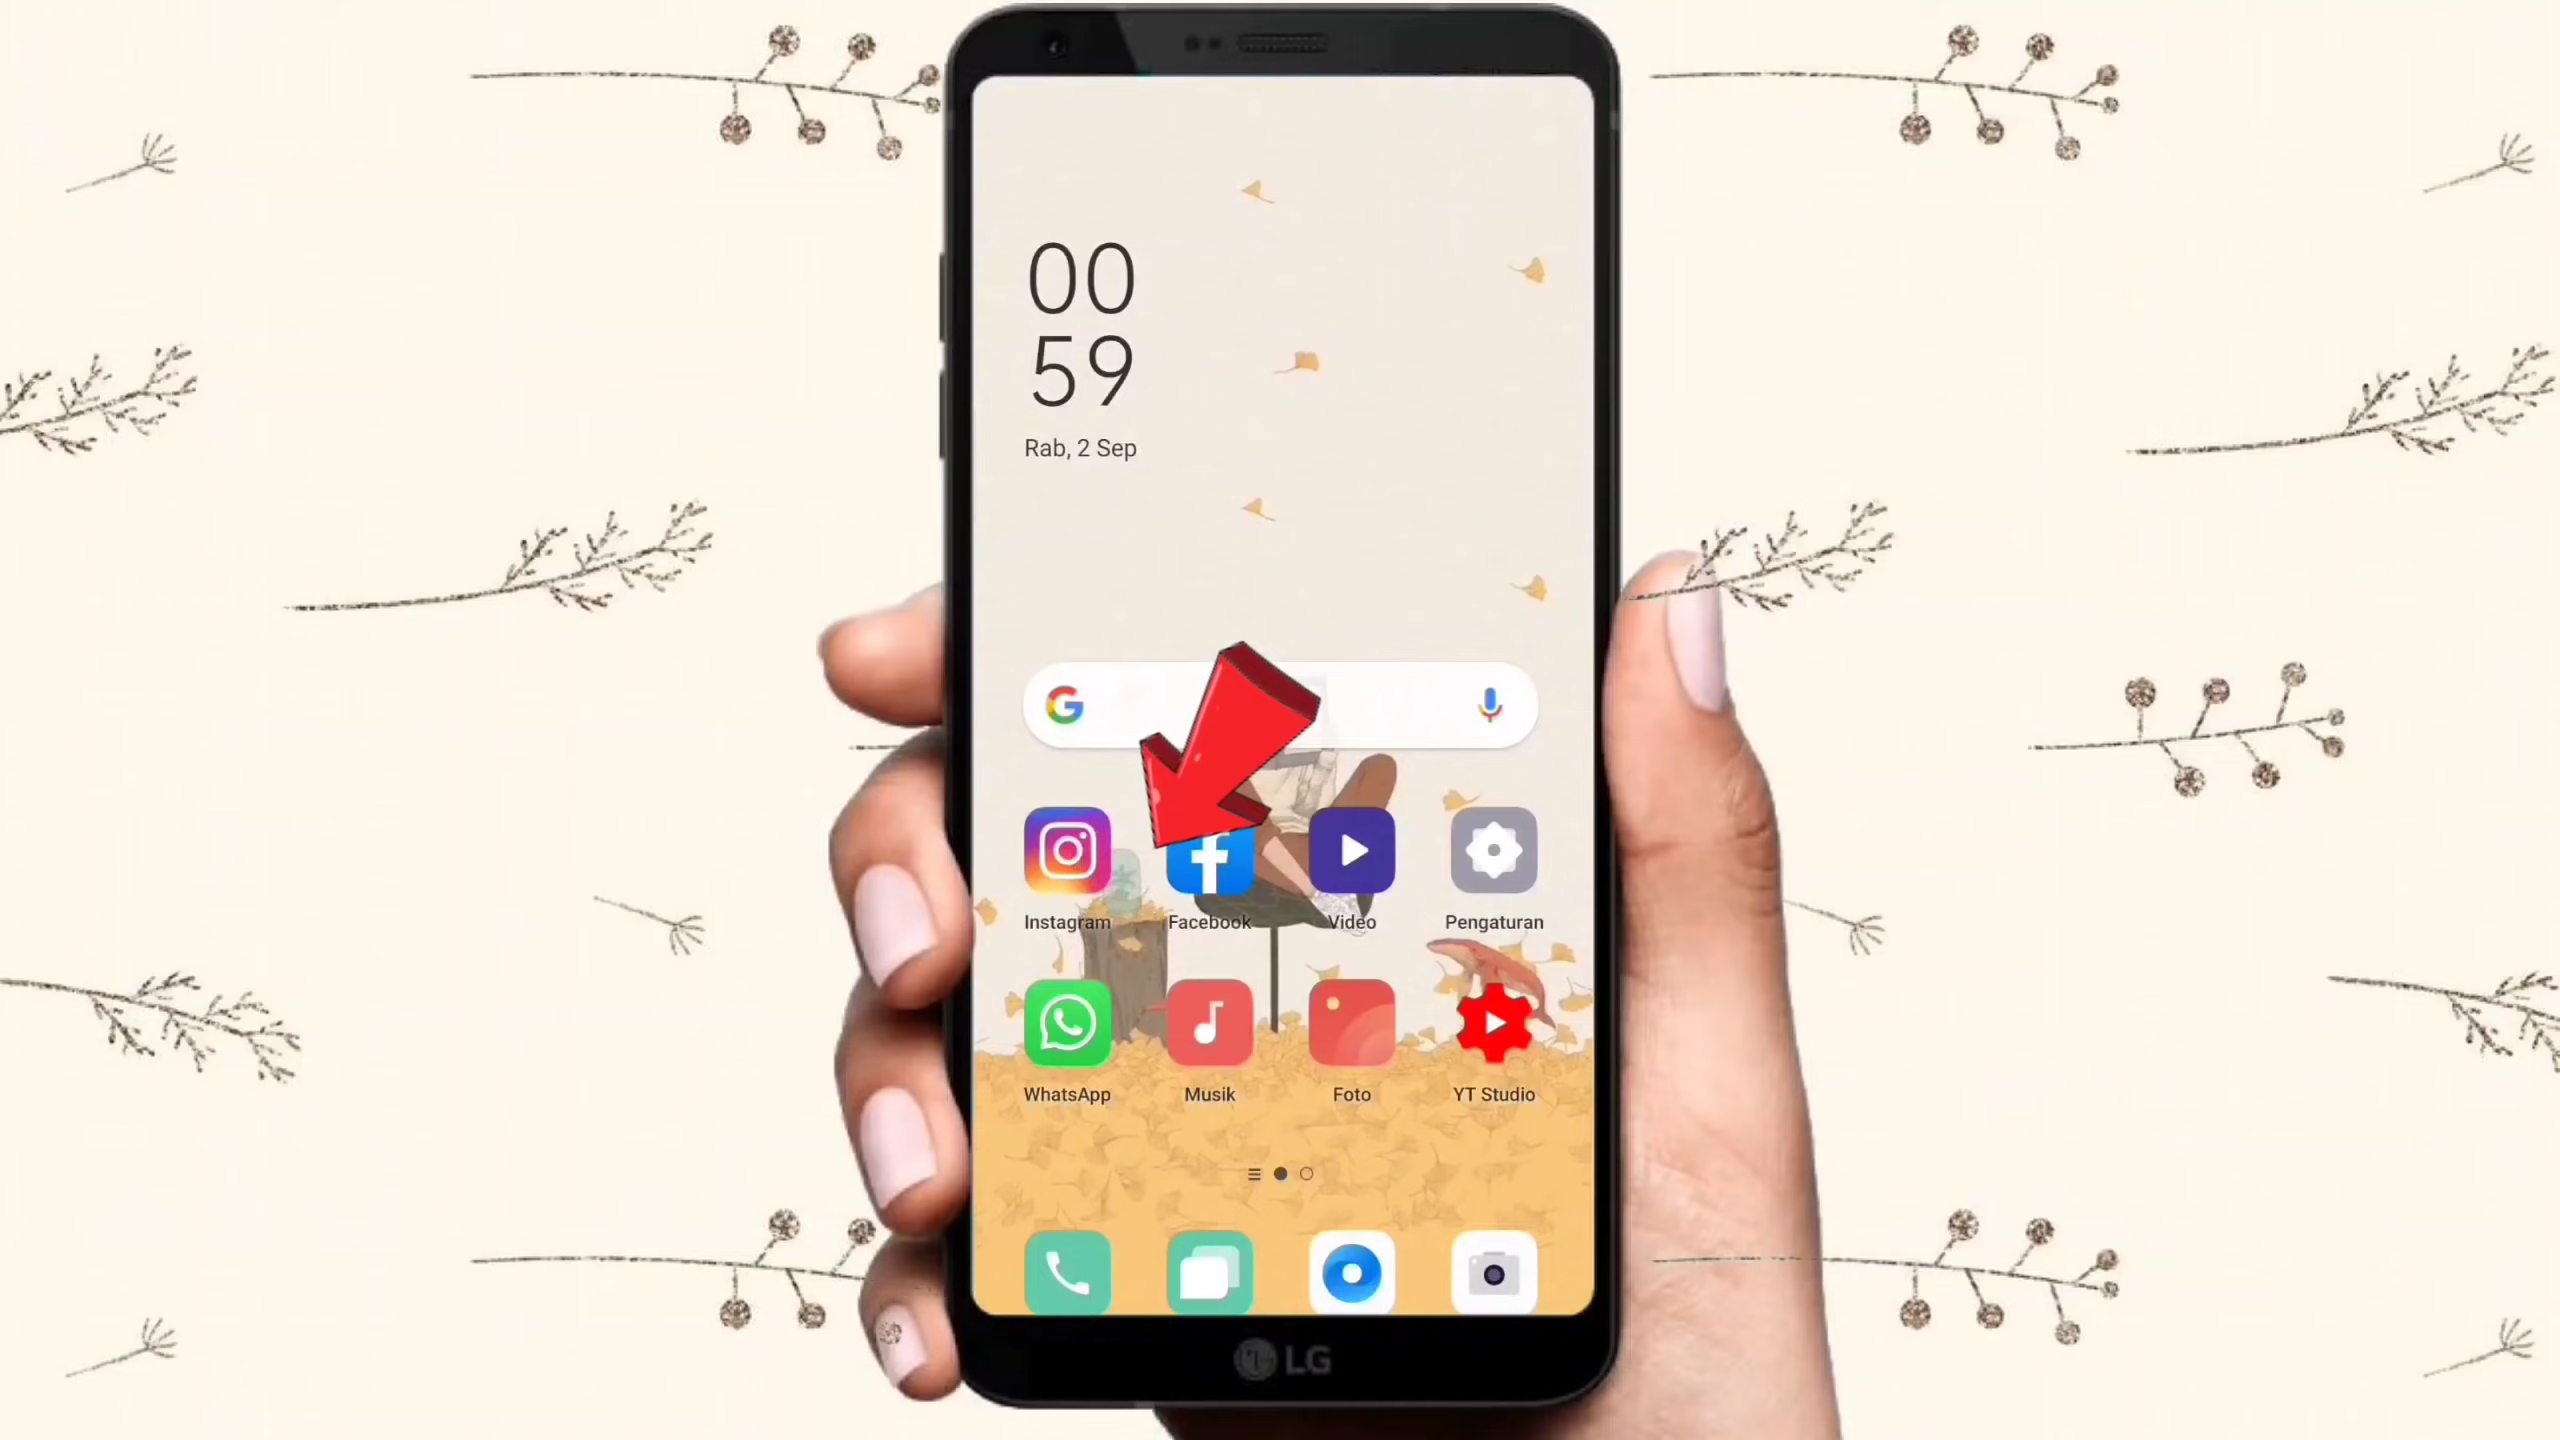 00
59
Rab, 2 Sep
Instagram Facebook Video Pengaturan
WhatsApp Musik Foto YT Studio
LG